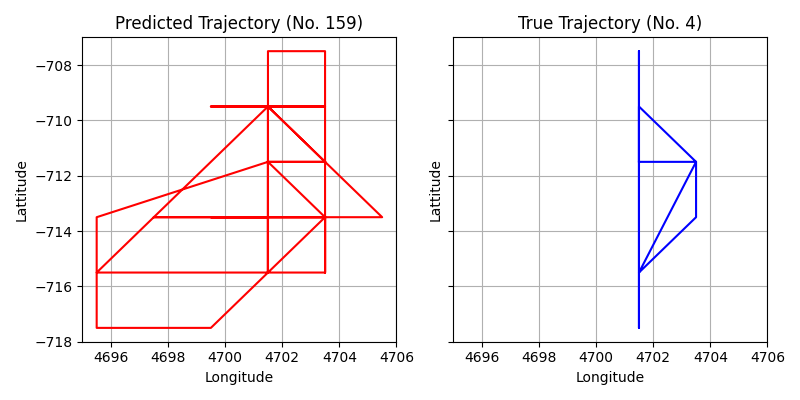 Predicted Trajectory (No. 159)
True Trajectory (No. 4)
−708
−710
−712
−714
−716
−718
Lattitude
Lattitude
4696 4698 4700 4702 4704 4706
4696 4698 4700 4702 4704 4706
Longitude
Longitude